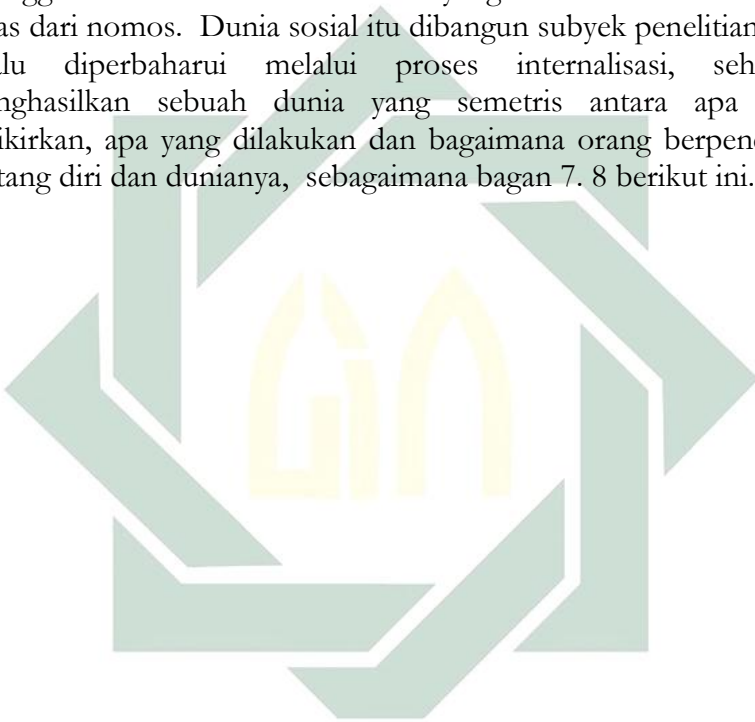 as dari nomos. Dunia sosial itu dibangun subyek penelitian
alu diperbaharui melalui proses internalisasi, seh
nghasilkan sebuah dunia yang semetris antara apa
ikirkan, apa yang dilakukan dan bagaimana orang berpen
tang diri dan dunianya, sebagaimana bagan 7. 8 berikut ini.